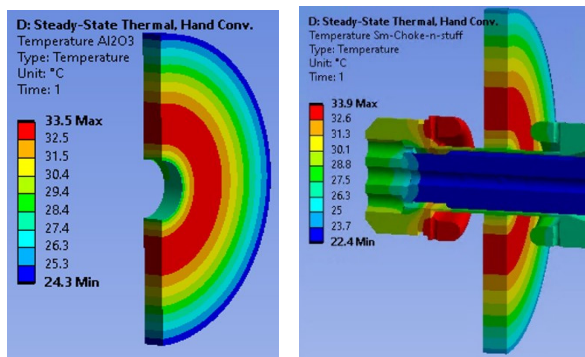 D: Steady-State Thermal, Hand Conv.
Temperature Al2O3
Type: Temperature
Unit: °C
Time: 1
33.5 Max
32.5
31.5
30.4
29.4
28.4
27.4
26.3
25.3
24.3 Min
D: Steady-State Thermal, Hand Conv.
Temperature Sm-Choke-n-stuff
Type: Temperature
Unit: °C
Time: 1
33.9 Max
32.6
31.3
30.1
28.8
27.5
26.3
25
23.7
22.4 Min